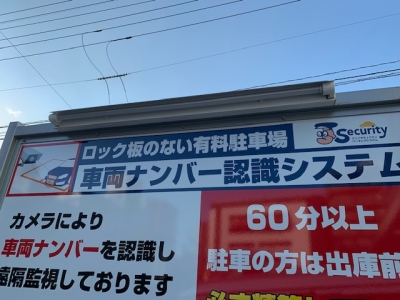 ロック板のない有料駐車場
Security
車両ナンバー認識システム
カメラにより
車両ナンバーを認識し
遠隔監視しております
60分以上
駐車の方は出庫前